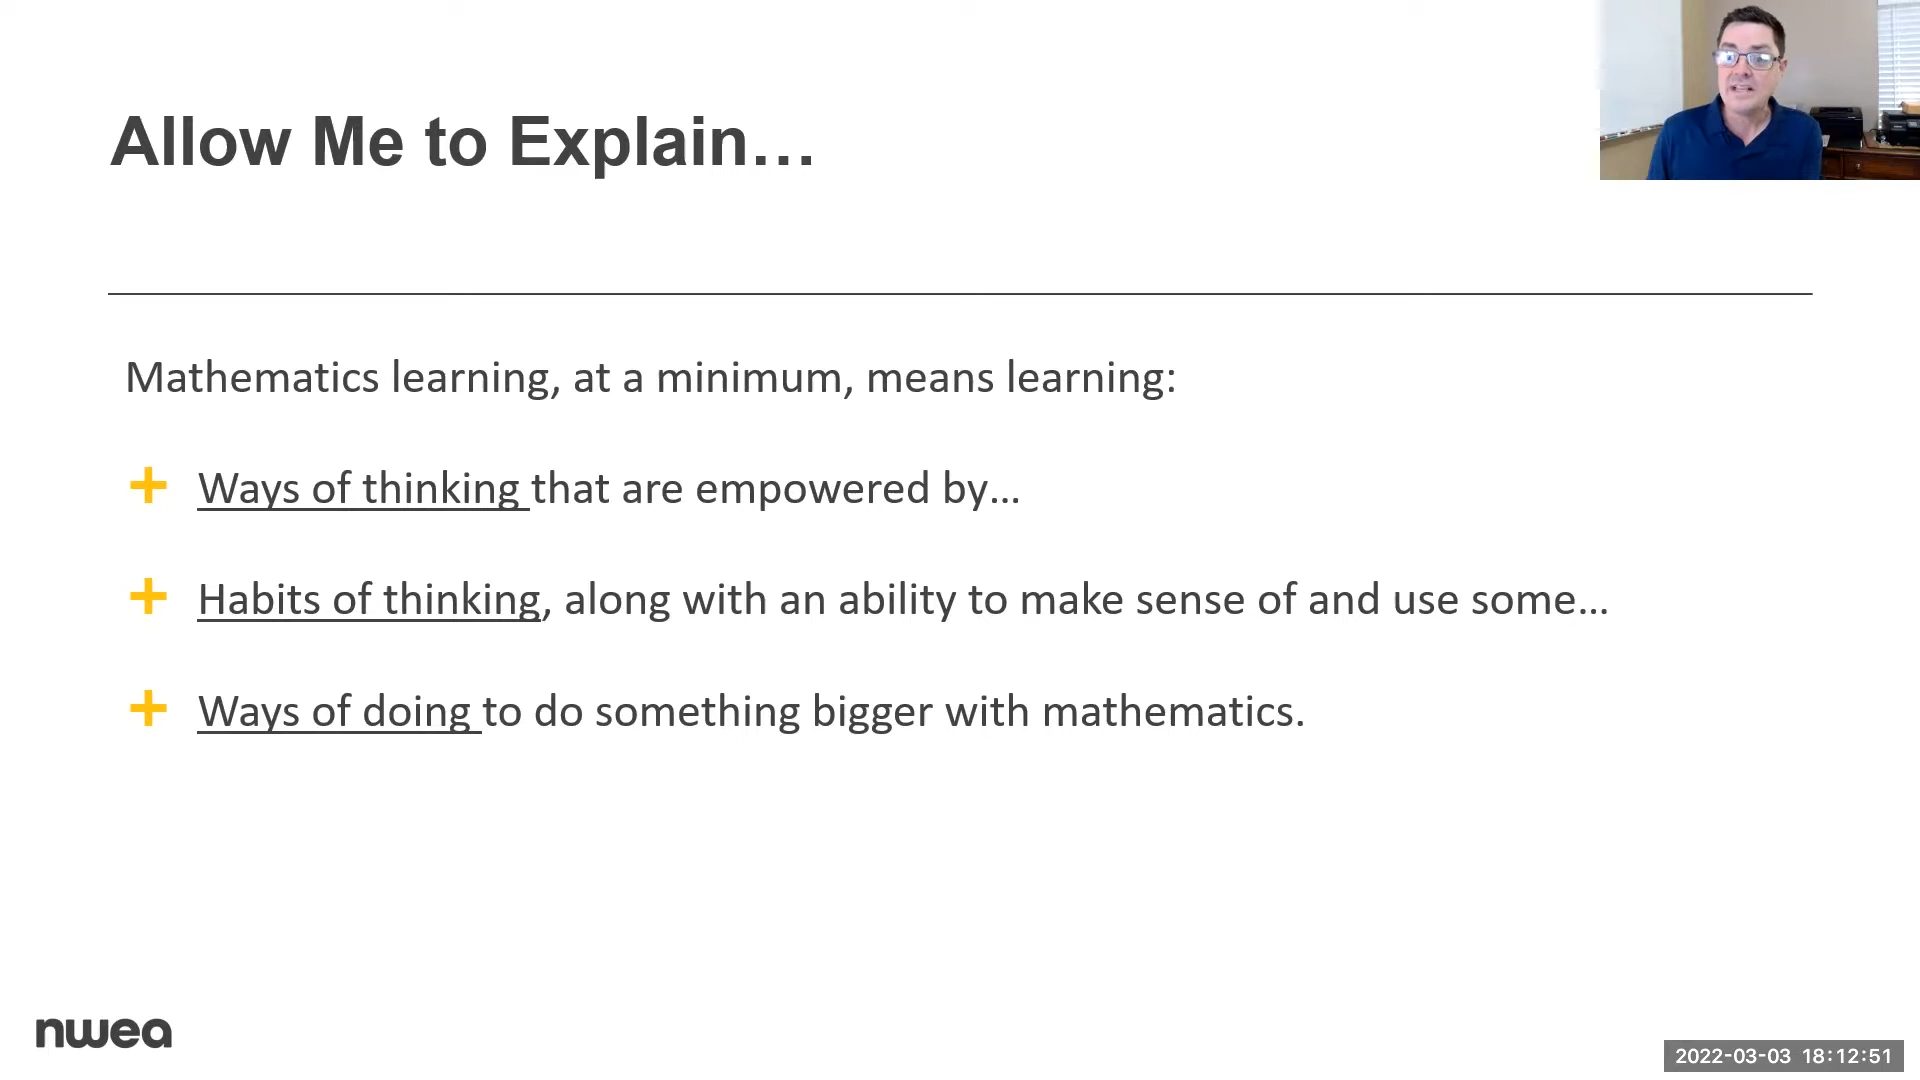 Allow Me to Explain…
Mathematics learning, at a minimum, means learning:
Ways of thinking that are empowered by…
Habits of thinking, along with an ability to make sense of and use some…
Ways of doing to do something bigger with mathematics.
nwea
2022-03-03 18:12:51